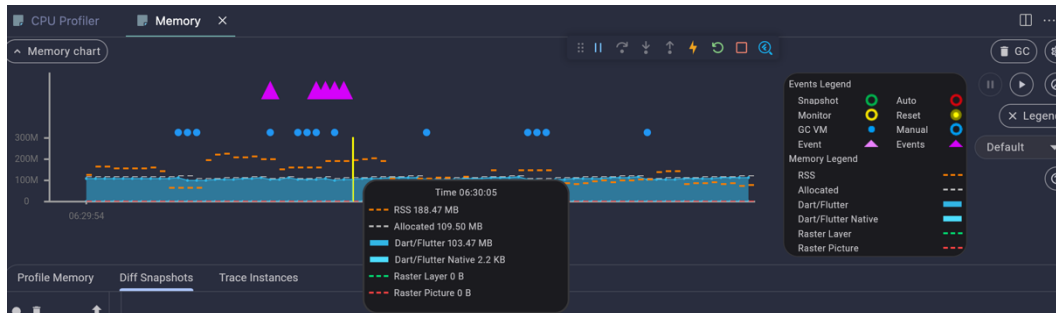 CPU Profiler
Memory
Memory chart
GC
300M
200M
100M
0
06:29:54
Time 06:30:05
RSS 188.47 MB
Allocated 109.50 MB
Dart/Flutter 103.47 MB
Dart/Flutter Native 2.2 KB
Raster Layer 0 B
Raster Picture 0 B
Events Legend
Snapshot Auto
Monitor Reset
GC VM Manual
Event Events
Memory Legend
RSS
Allocated
Dart/Flutter
Dart/Flutter Native
Raster Layer
Raster Picture
Legen
Default
Profile Memory Diff Snapshots Trace Instances